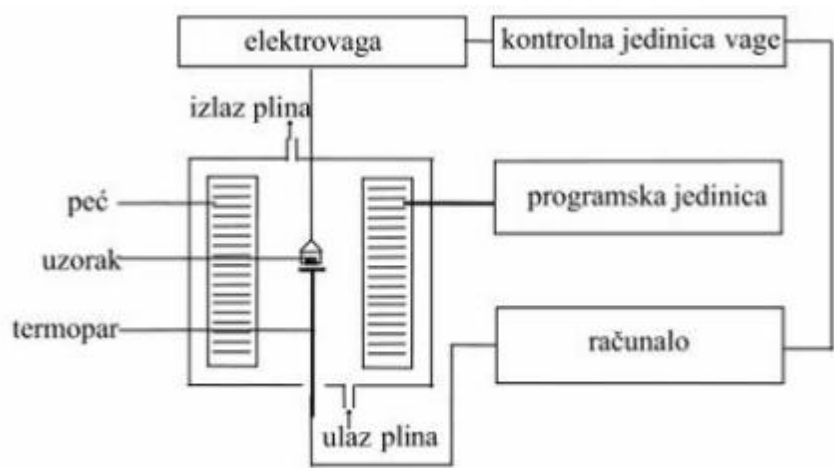 elektrovaga
kontrolna jedinica vage
izlaz plina
peć
programska jedinica
uzorak
termopar
računalo
ulaz plina